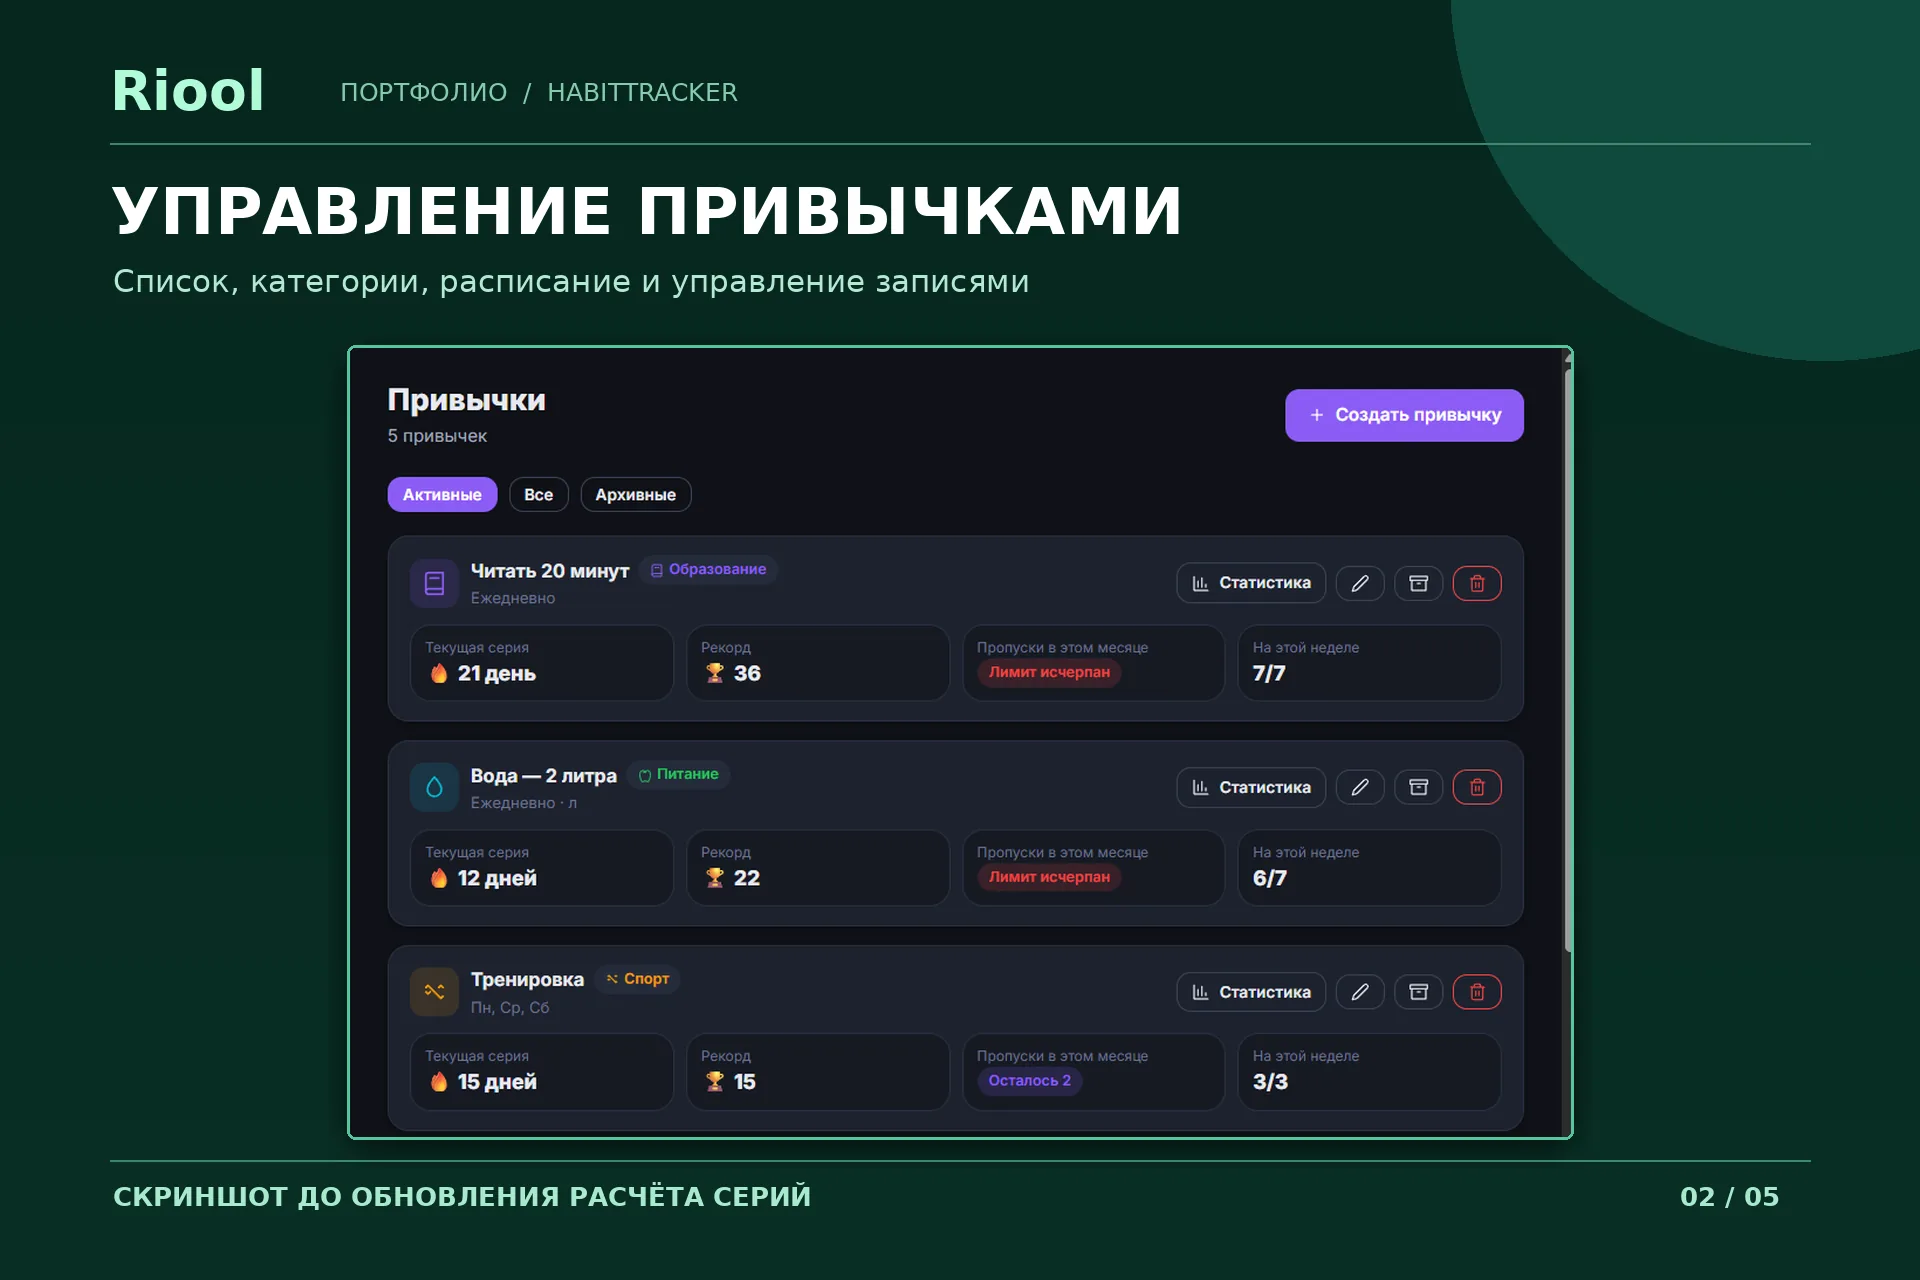 Riool ПОРТФОЛИО / HABITTRACKER
УПРАВЛЕНИЕ ПРИВЫЧКАМИ
Список, категории, расписание и управление записями
Привычки
5 привычек
+ Создать привычку
Активные Все Архивные
Читать 20 минут Образование
Ежедневно
Статистика
Текущая серия Рекорд Пропуски в этом месяце На этой неделе
21 день 36 Лимит исчерпан 7/7
Вода — 2 литра Питание
Ежедневно · л
Статистика
Текущая серия Рекорд Пропуски в этом месяце На этой неделе
12 дней 22 Лимит исчерпан 6/7
Тренировка Спорт
Пн, Ср, Сб
Статистика
Текущая серия Рекорд Пропуски в этом месяце На этой неделе
15 дней 15 Осталось 2 3/3
СКРИНШОТ ДО ОБНОВЛЕНИЯ РАСЧЁТА СЕРИЙ 02 / 05